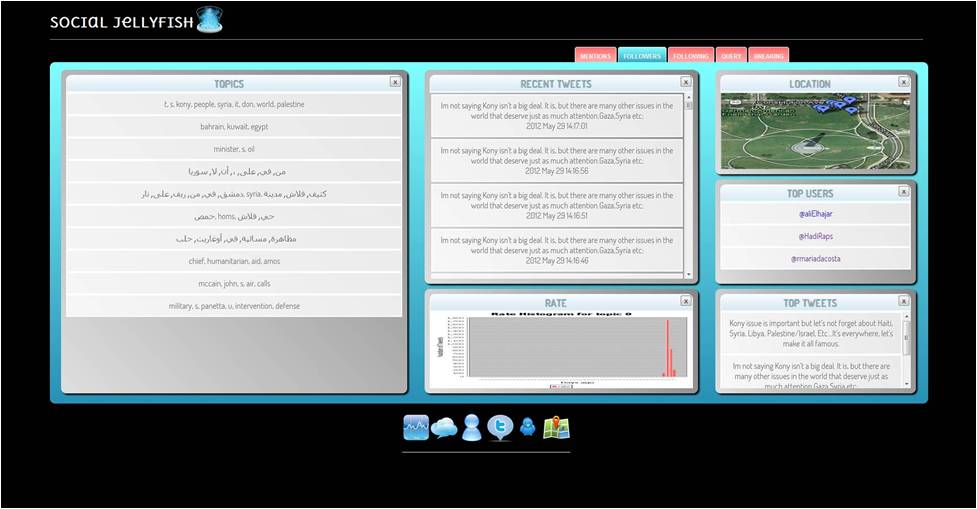 SOCIAL JELLYFISH
MENTIONS
FOLLOWERS
FOLLOWING
QUERY
BREAKING
TOPICS
t, s, kony, people, syria, it, don, world, palestine
bahrain, kuwait, egypt
minister, s, oil
من, في, على, ،, أن, لا, سوريا
كثيف, فلاش, مدينة, syria, دمشق, في, من, ريف, على, نار
حي, فلاش, homs, حمص
مظاهرة, مسائية, في, أوغاريت, حلب
chief, humanitarian, aid, amos
mccain, john, s, air, calls
military, s, panetta, u, intervention, defense
RECENT TWEETS
Im not saying Kony isn't a big deal. It is, but there are many other issues in the
world that deserve just as much attention.Gaza,Syria etc.
2012 May 29 14:17:01
Im not saying Kony isn't a big deal. It is, but there are many other issues in the
world that deserve just as much attention.Gaza,Syria etc.
2012 May 29 14:16:56
Im not saying Kony isn't a big deal. It is, but there are many other issues in the
world that deserve just as much attention.Gaza,Syria etc.
2012 May 29 14:16:51
Im not saying Kony isn't a big deal. It is, but there are many other issues in the
world that deserve just as much attention.Gaza,Syria etc.
2012 May 29 14:16:46
RATE
Rate Histogram for topic 0
LOCATION
TOP USERS
@aliElhajar
@HadiRaps
@rmariadacosta
TOP TWEETS
Kony issue is important but let's not forget about Haiti,
Syria, Libya, Palestine/Israel, Etc...It's everywhere, let's
make it all famous.
Im not saying Kony isn't a big deal. It is, but there are
many other issues in the world that deserve just as
much attention.Gaza,Syria etc.